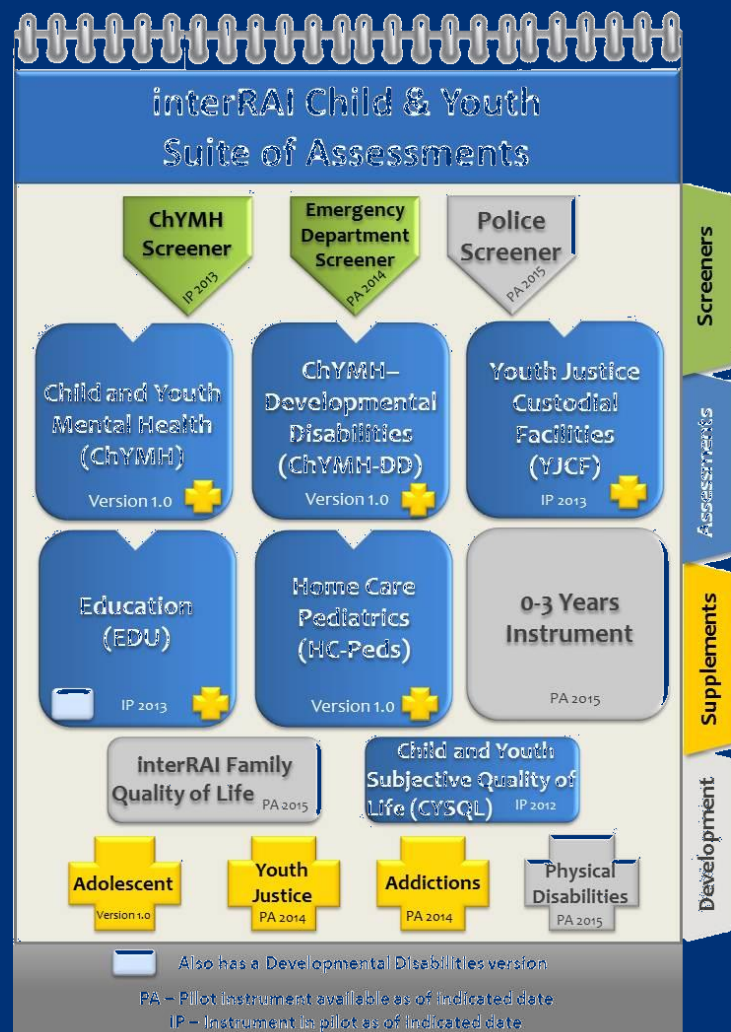 interRAI Child & Youth
Suite of Assessments
ChYMH
Screener
IP 2013
Emergency
Department
Screener
PA 2014
Police
Screener
PA 2015
Screeners
Child and Youth
Mental Health
(ChYMH)
Version 1.0
ChYMH–
Developmental
Disabilities
(ChYMH-DD)
Version 1.0
Youth Justice
Custodial
Facilities
(YJCF)
IP 2013
Assessments
Education
(EDU)
IP 2013
Home Care
Pediatrics
(HC-Peds)
Version 1.0
0-3 Years
Instrument
PA 2015
Supplements
interRAI Family
Quality of Life PA 2015
Child and Youth
Subjective Quality of
Life (CYSQL) IP 2012
Adolescent
Version 1.0
Youth
Justice
PA 2014
Addictions
PA 2014
Physical
Disabilities
PA 2015
Development
Also has a Developmental Disabilities version
PA – Pilot instrument available as of indicated date
IP – Instrument in pilot as of indicated date